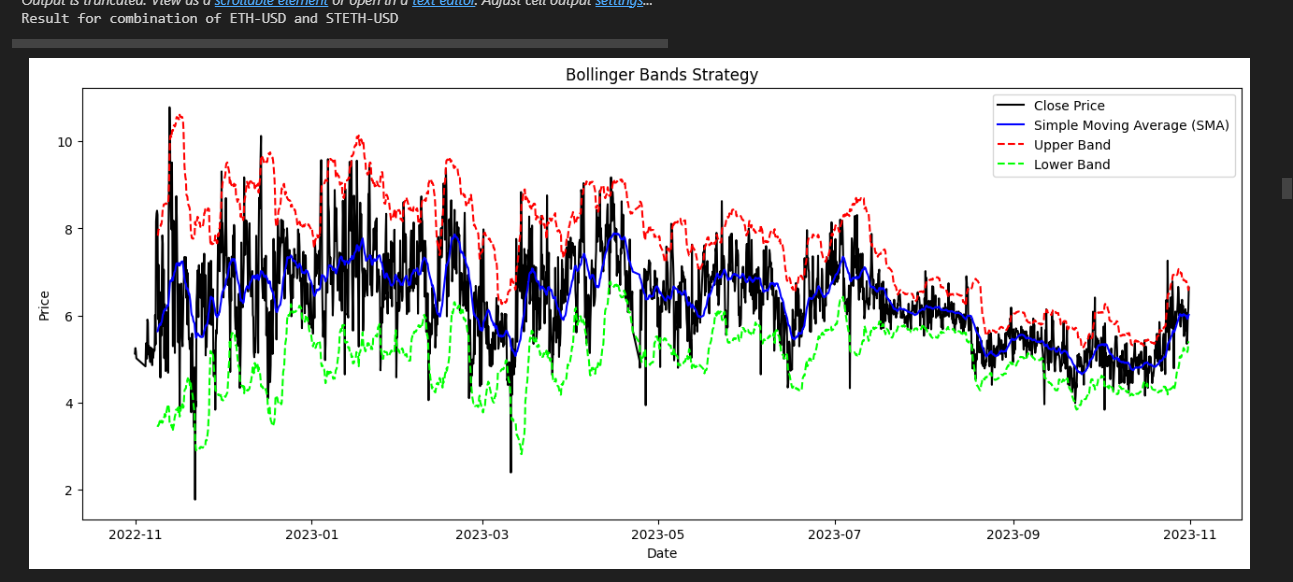 Output is truncated. View as a scrollable element or open in a text editor. Adjust cell output settings...
Result for combination of ETH-USD and STETH-USD
Bollinger Bands Strategy
Close Price
Simple Moving Average (SMA)
Upper Band
Lower Band
Price
10
8
6
4
2
2022-11
2023-01
2023-03
2023-05
2023-07
2023-09
2023-11
Date